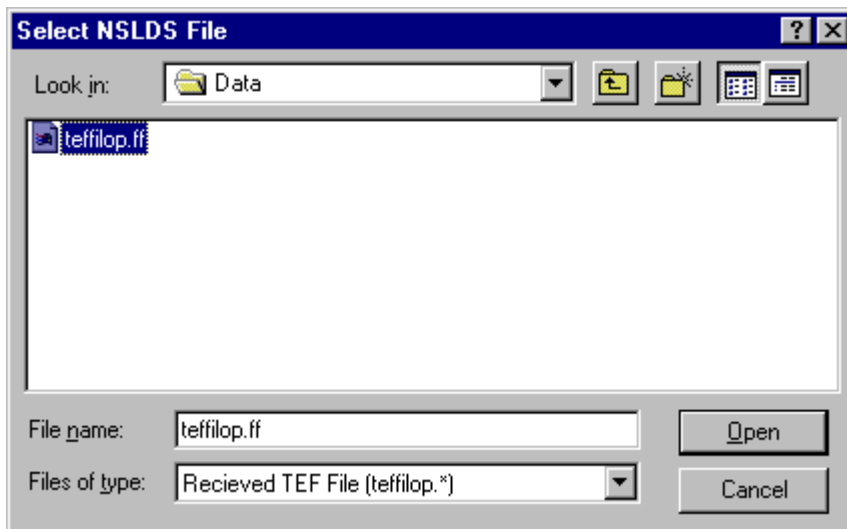 Select NSLDS File
Look in: Data
teffilop.ff
File name: teffilop.ff Open
Files of type: Recieved TEF File (teffilop.*) Cancel